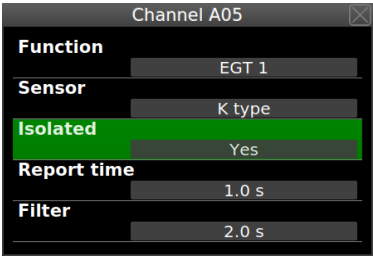 Channel A05
Function
EGT 1
Sensor
K type
Isolated
Yes
Report time
1.0 s
Filter
2.0 s